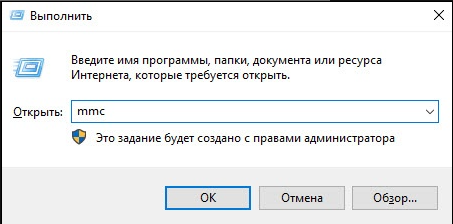 Выполнить
Введите имя программы, папки, документа или ресурса
Интернета, которые требуется открыть.
Открыть: mmc
Это задание будет создано с правами администратора
ОК Отмена Обзор...